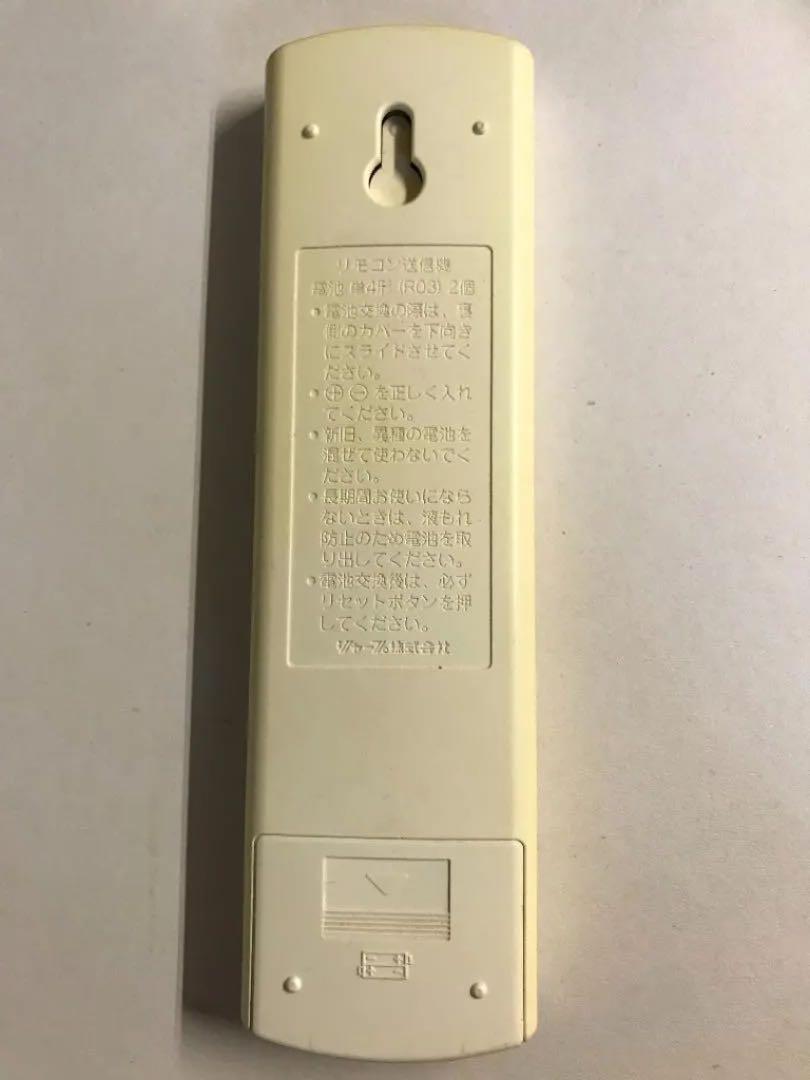 リモコン送信機
電池 単4形 (R03) 2個
●電池交換の際は、裏
側のカバーを下向き
にスライドさせてく
ださい。
●⊕⊖を正しく入れ
てください。
●新旧、異種の電池を
混ぜて使わないでく
ださい。
●長期間お使いになら
ないときは、液もれ
防止のため電池を取
り出してください。
●電池交換後は、必ず
リセットボタンを押
してください。
シャープ株式会社